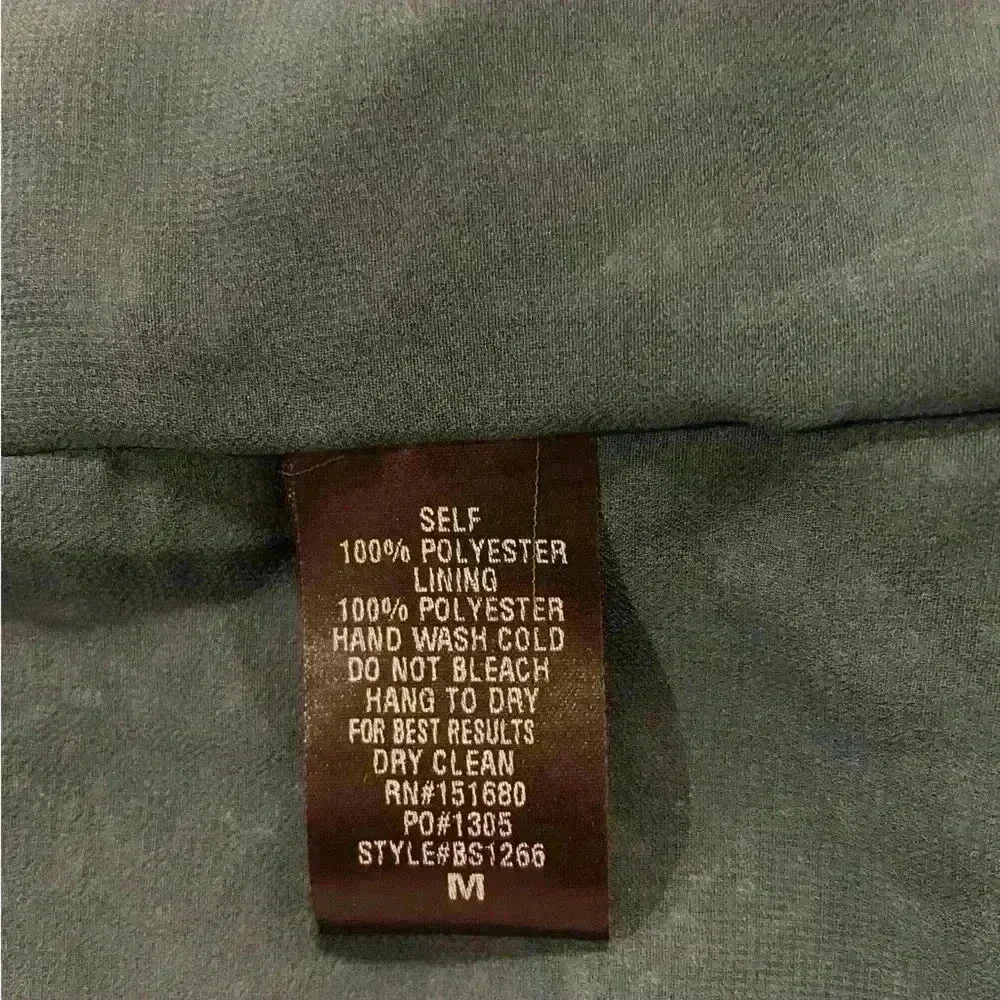 SELF
100% POLYESTER
LINING
100% POLYESTER
HAND WASH COLD
DO NOT BLEACH
HANG TO DRY
FOR BEST RESULTS
DRY CLEAN
RN#151680
PO#1305
STYLE#BS1266
M